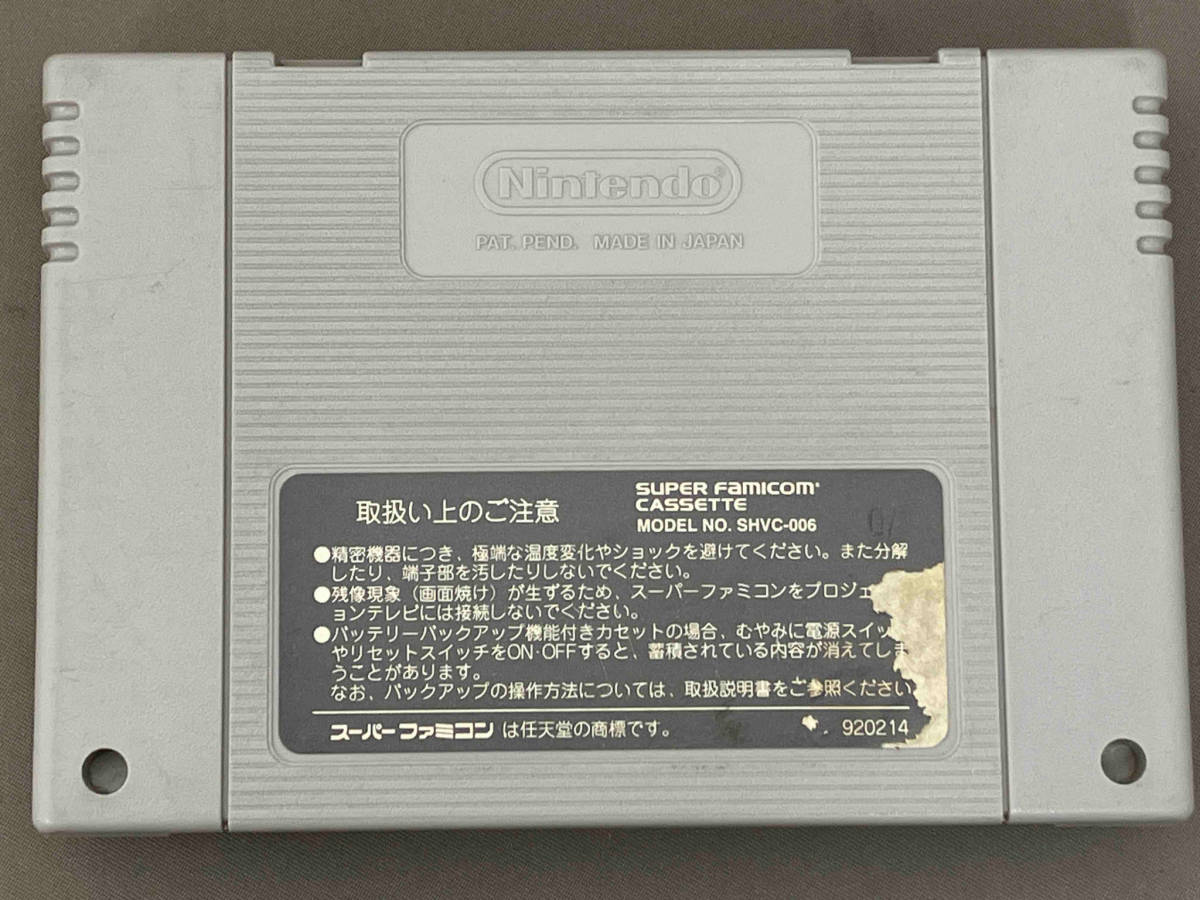 Nintendo®
PAT. PEND. MADE IN JAPAN
取扱い上のご注意
SUPER FAMICOM®
CASSETTE
MODEL NO. SHVC-006
●精密機器につき、極端な温度変化やショックを避けてください。また分解
したり、端子部を汚したりしないでください。
●残像現象（画面焼け）が生ずるため、スーパーファミコンをプロジェ
ョンテレビには接続しないでください。
●バッテリーバックアップ機能付きカセットの場合、むやみに電源スイッ
やリセットスイッチをON·OFFすると、蓄積されている内容が消えてしま
うことがあります。
なお、バックアップの操作方法については、取扱説明書をご参照ください
スーパーファミコン は任天堂の商標です。
920214